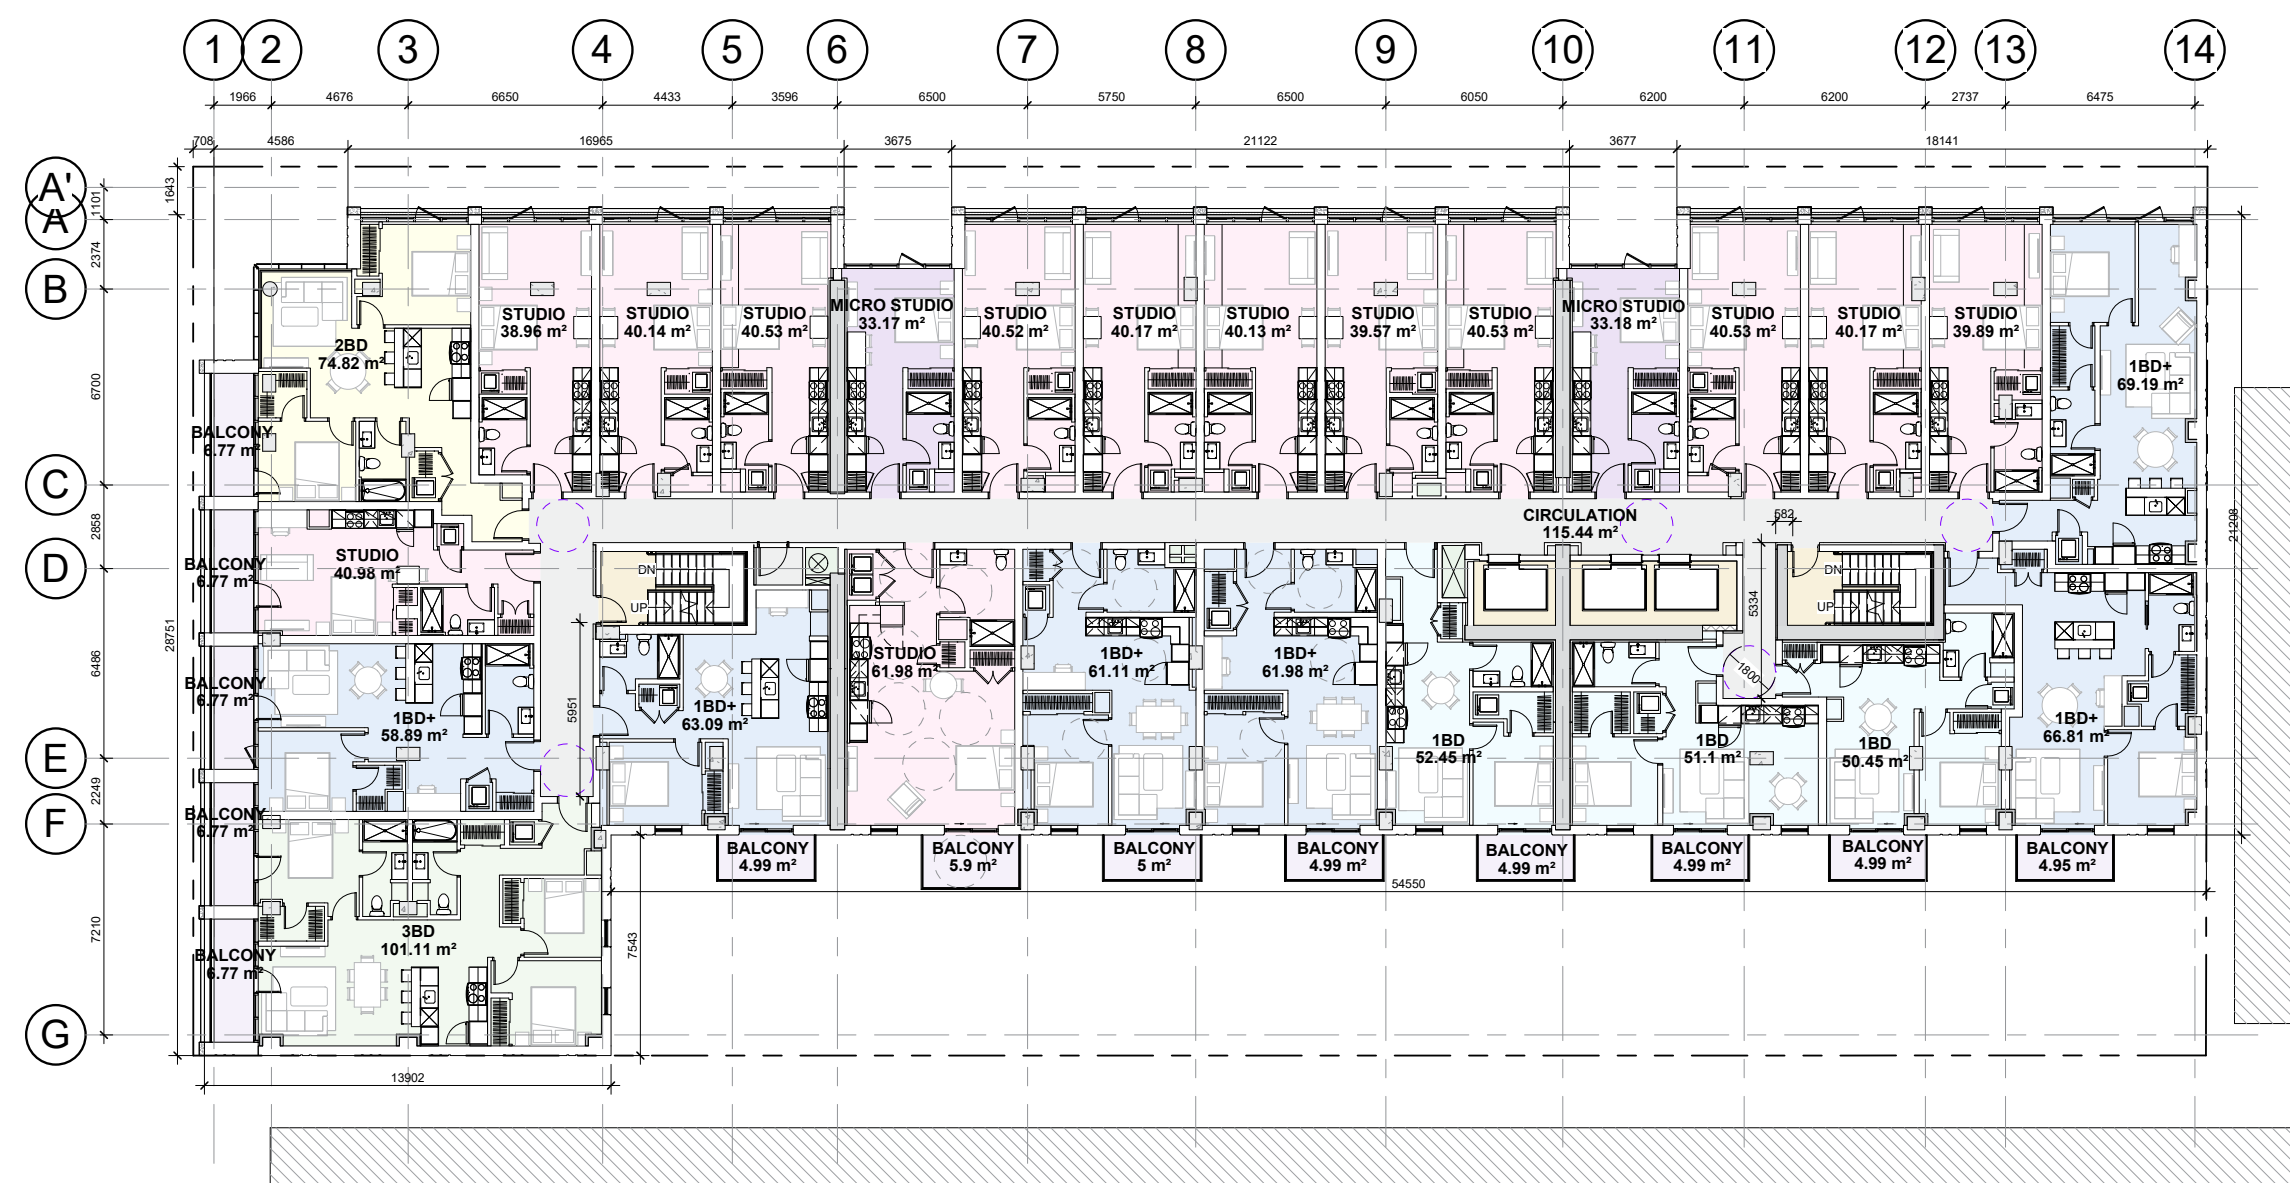 1 2 3 4 5 6 7 8 9 10 11 12 13 14
1966 4676 6650 4433 3596 6500 5750 6500 6050 6200 6200 2737 6475
708 4586 16965 3675 21122 3677 18141
A'
A
B
C
D
E
F
G
1643
1101
2374
6700
2858
6486
2249
7210
28751
21208
2BD
74.82 m²
STUDIO
38.96 m²
STUDIO
40.14 m²
STUDIO
40.53 m²
MICRO STUDIO
33.17 m²
STUDIO
40.52 m²
STUDIO
40.17 m²
STUDIO
40.13 m²
STUDIO
39.57 m²
STUDIO
40.53 m²
MICRO STUDIO
33.18 m²
STUDIO
40.53 m²
STUDIO
40.17 m²
STUDIO
39.89 m²
1BD+
69.19 m²
BALCONY
6.77 m²
CIRCULATION
115.44 m²
582
BALCONY
6.77 m²
STUDIO
40.98 m²
DN
UP
DN
UP
5334
BALCONY
6.77 m²
1BD+
58.89 m²
5951
1BD+
63.09 m²
STUDIO
61.98 m²
1BD+
61.11 m²
1BD+
61.98 m²
1BD
52.45 m²
1BD
51.1 m²
1800
1BD
50.45 m²
1BD+
66.81 m²
BALCONY
6.77 m²
BALCONY
4.99 m²
BALCONY
5.9 m²
BALCONY
5 m²
BALCONY
4.99 m²
BALCONY
4.99 m²
BALCONY
4.99 m²
BALCONY
4.99 m²
BALCONY
4.95 m²
54550
3BD
101.11 m²
7543
BALCONY
6.77 m²
13902